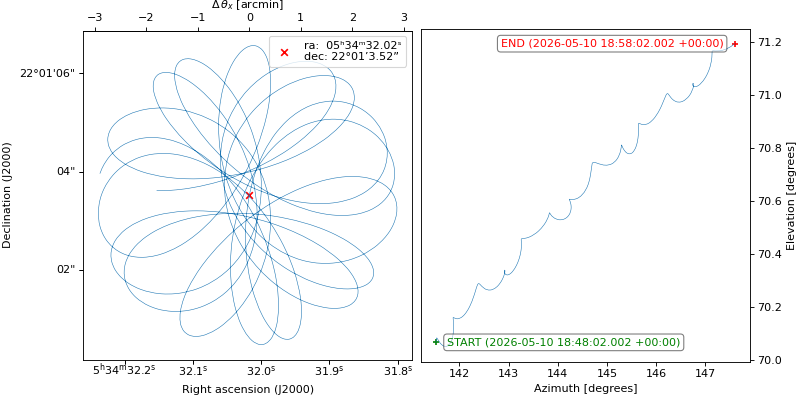 Δθx [arcmin]
−3 −2 −1 0 1 2 3
ra: 05ʰ34ᵐ32.02ˢ
dec: 22°01’3.52”
22°01'06"
04"
02"
Declination (J2000)
5ʰ34ᵐ32.2ˢ 32.1ˢ 32.0ˢ 31.9ˢ 31.8ˢ
Right ascension (J2000)
END (2026-05-10 18:58:02.002 +00:00)
START (2026-05-10 18:48:02.002 +00:00)
71.2
71.0
70.8
70.6
70.4
70.2
70.0
Elevation [degrees]
142 143 144 145 146 147
Azimuth [degrees]